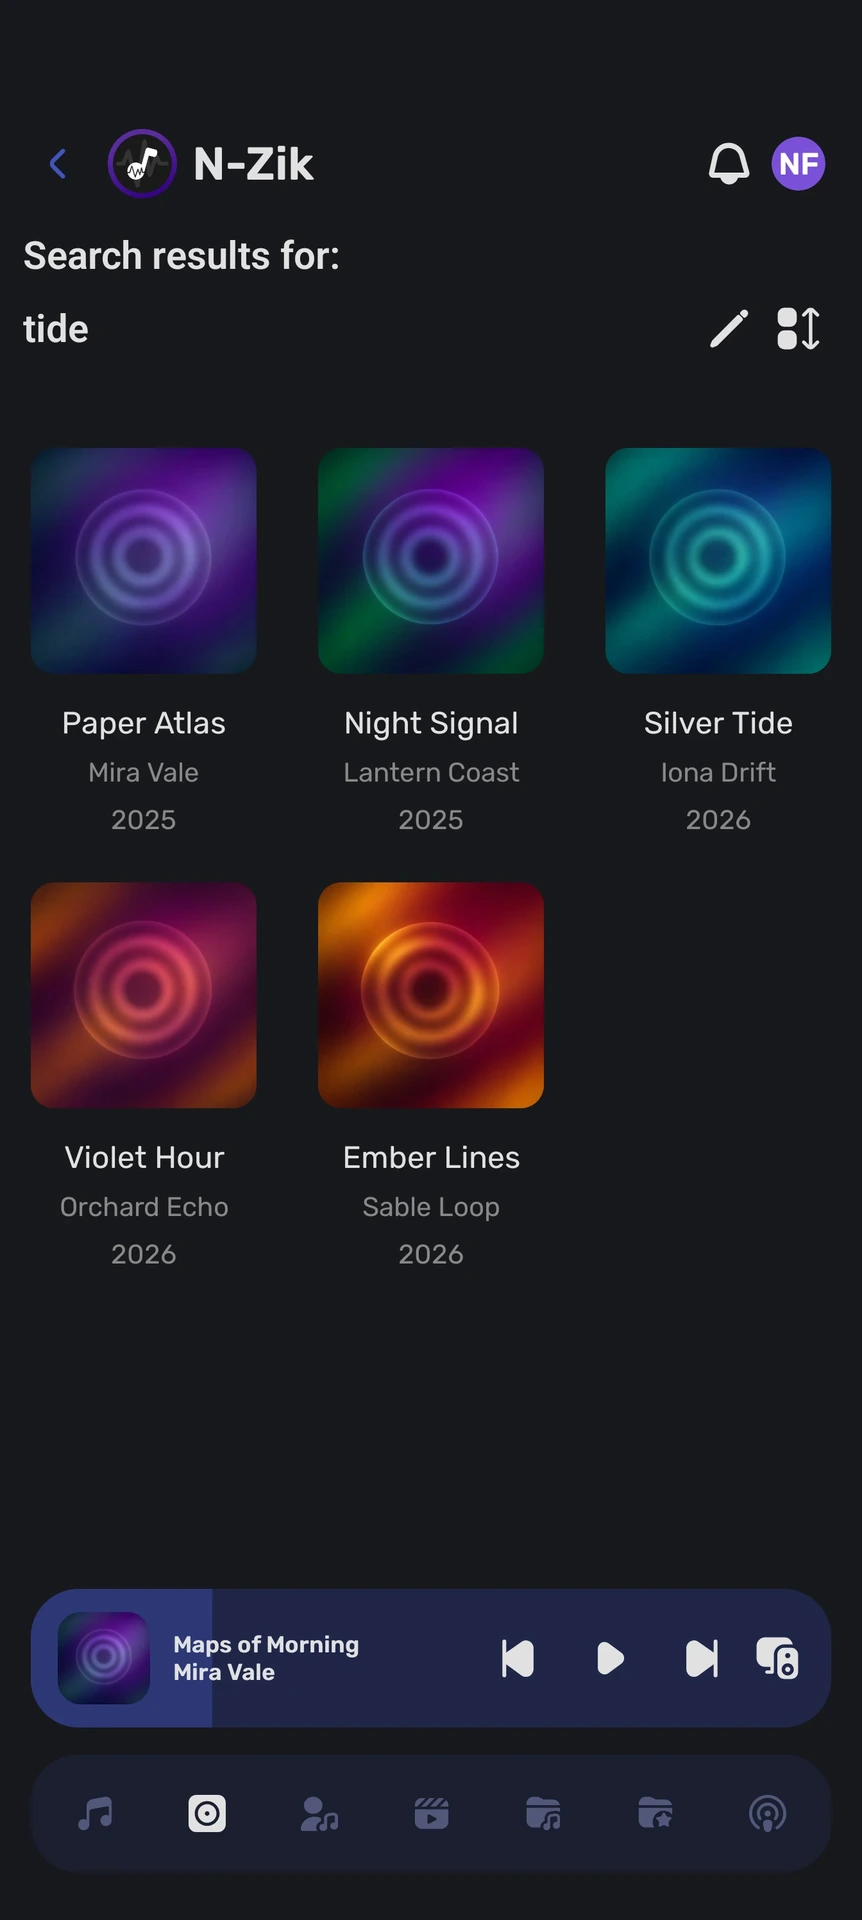 N-Zik
NF
Search results for:
tide
Paper Atlas
Mira Vale
2025
Night Signal
Lantern Coast
2025
Silver Tide
Iona Drift
2026
Violet Hour
Orchard Echo
2026
Ember Lines
Sable Loop
2026
Maps of Morning
Mira Vale